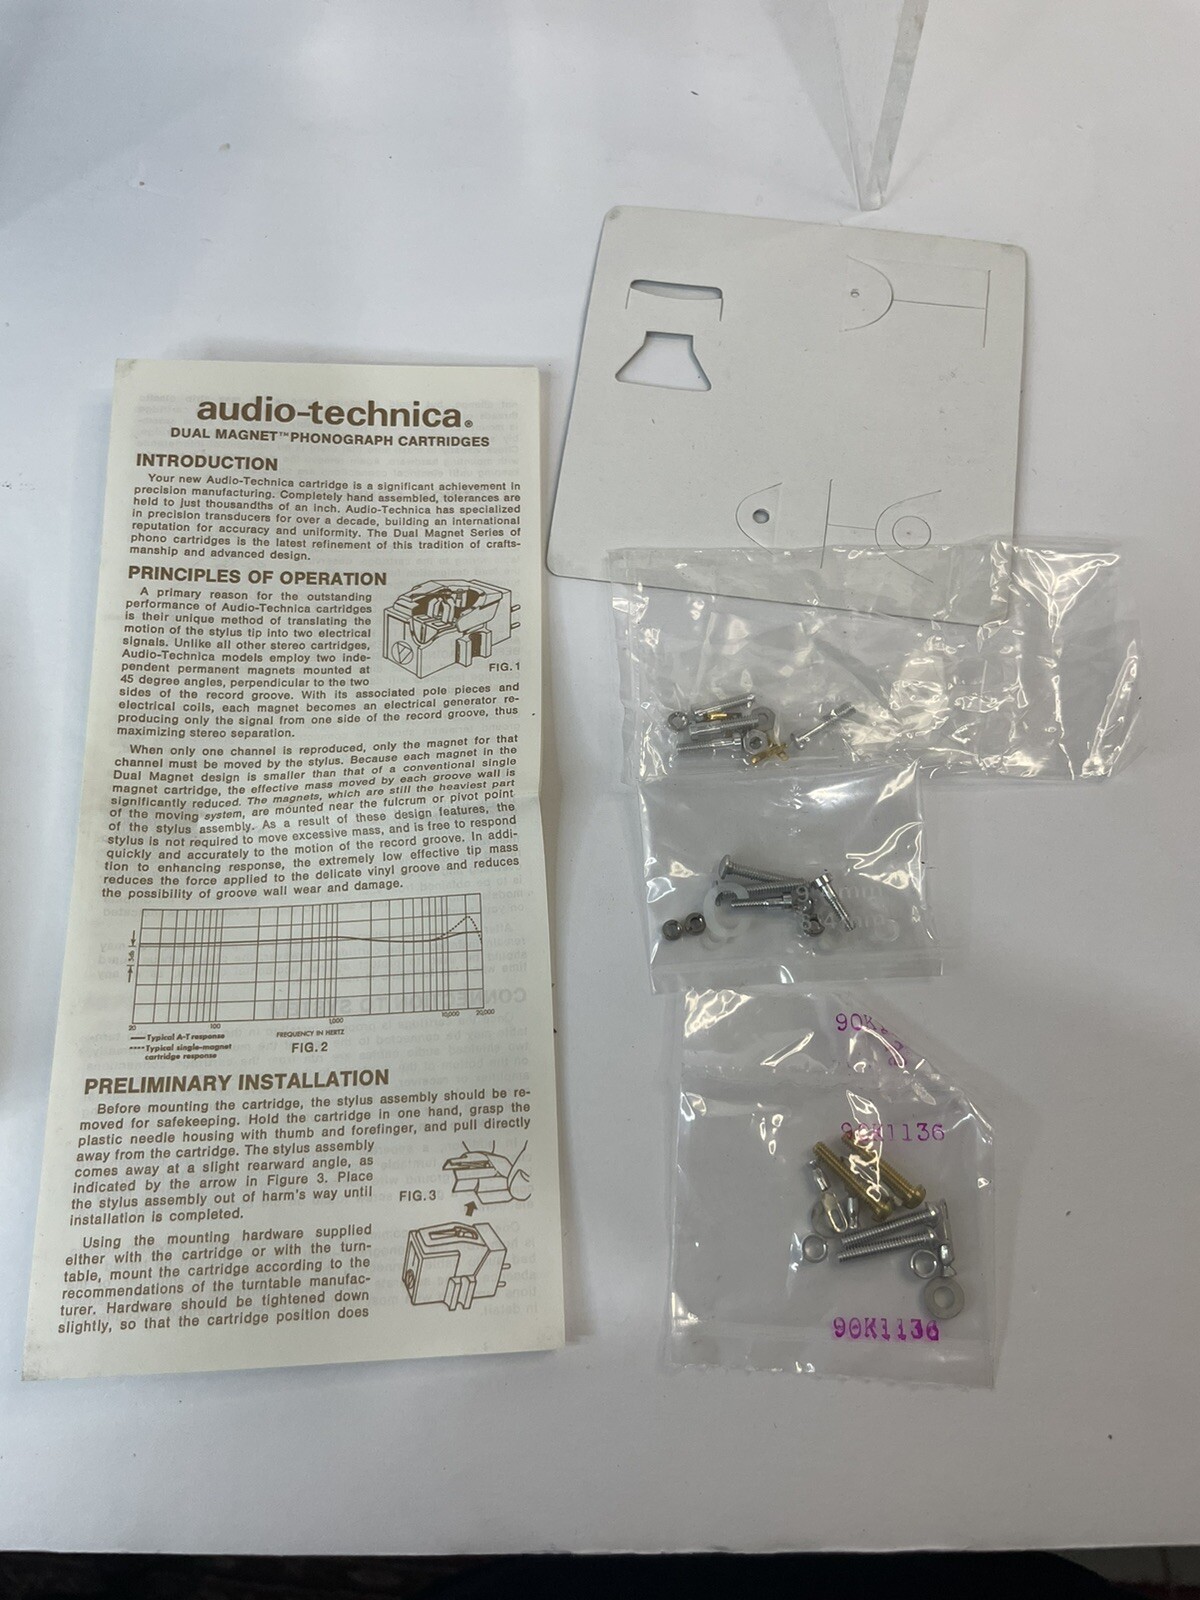 audio-technica®
DUAL MAGNET™ PHONOGRAPH CARTRIDGES
INTRODUCTION
Your new Audio-Technica cartridge is a significant achievement in
precision manufacturing. Completely hand assembled, tolerances are
held to just thousandths of an inch. Audio-Technica has specialized
in precision transducers for over a decade, building an international
reputation for accuracy and uniformity. The Dual Magnet Series of
phono cartridges is the latest refinement of this tradition of crafts-
manship and advanced design.
PRINCIPLES OF OPERATION
A primary reason for the outstanding
performance of Audio-Technica cartridges
is their unique method of translating the
motion of the stylus tip into two electrical
signals. Unlike all other stereo cartridges,
Audio-Technica models employ two inde-
pendent permanent magnets mounted at
45 degree angles, perpendicular to the two
sides of the record groove. With its associated pole pieces and
electrical coils, each magnet becomes an electrical generator re-
producing only the signal from one side of the record groove, thus
maximizing stereo separation.
FIG. 1
When only one channel is reproduced, only the magnet for that
channel must be moved by the stylus. Because each magnet in the
Dual Magnet design is smaller than that of a conventional single
magnet cartridge, the effective mass moved by each groove wall is
significantly reduced. The magnets, which are still the heaviest part
of the moving system, are mounted near the fulcrum or pivot point
of the stylus assembly. As a result of these design features, the
stylus is not required to move excessive mass, and is free to respond
quickly and accurately to the motion of the record groove. In addi-
tion to enhancing response, the extremely low effective tip mass
reduces the force applied to the delicate vinyl groove and reduces
the possibility of groove wall wear and damage.
20 100 1,000 10,000 20,000
FREQUENCY IN HERTZ
Typical A-T response
Typical single-magnet
cartridge response
FIG. 2
PRELIMINARY INSTALLATION
Before mounting the cartridge, the stylus assembly should be re-
moved for safekeeping. Hold the cartridge in one hand, grasp the
plastic needle housing with thumb and forefinger, and pull directly
away from the cartridge. The stylus assembly
comes away at a slight rearward angle, as
indicated by the arrow in Figure 3. Place
the stylus assembly out of harm's way until
installation is completed.
FIG. 3
Using the mounting hardware supplied
either with the cartridge or with the turn-
table, mount the cartridge according to the
recommendations of the turntable manufac-
turer. Hardware should be tightened down
slightly, so that the cartridge position does
90K1136
90K1136